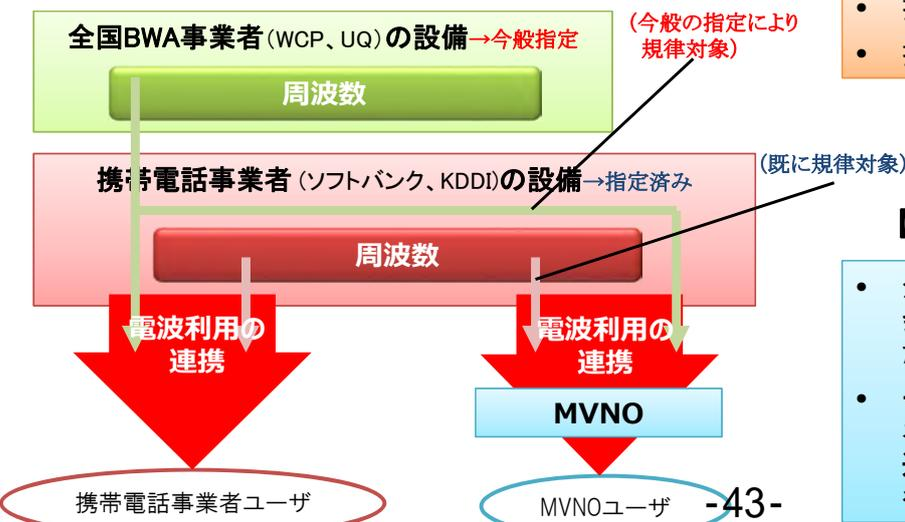 全国BWA事業者(WCP、UQ)の設備→今般指定
周波数
(今般の指定により
規律対象)
携帯電話事業者(ソフトバンク、KDDI)の設備→指定済み
(既に規律対象)
周波数
電波利用の
連携
電波利用の
連携
MVNO
携帯電話事業者ユーザ
MVNOユーザ
-43-